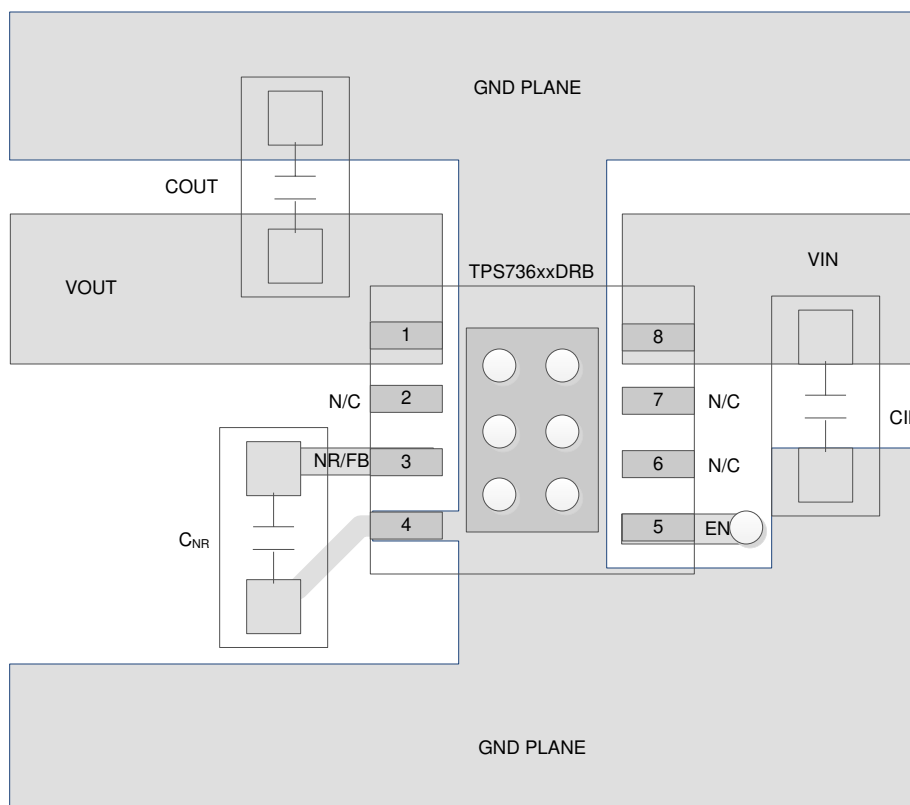 GND PLANE
COUT
TPS736xxDRB
VIN
VOUT
1
8
N/C
2
7
N/C
CI
NR/FB
3
6
N/C
4
5
EN
CNR
GND PLANE